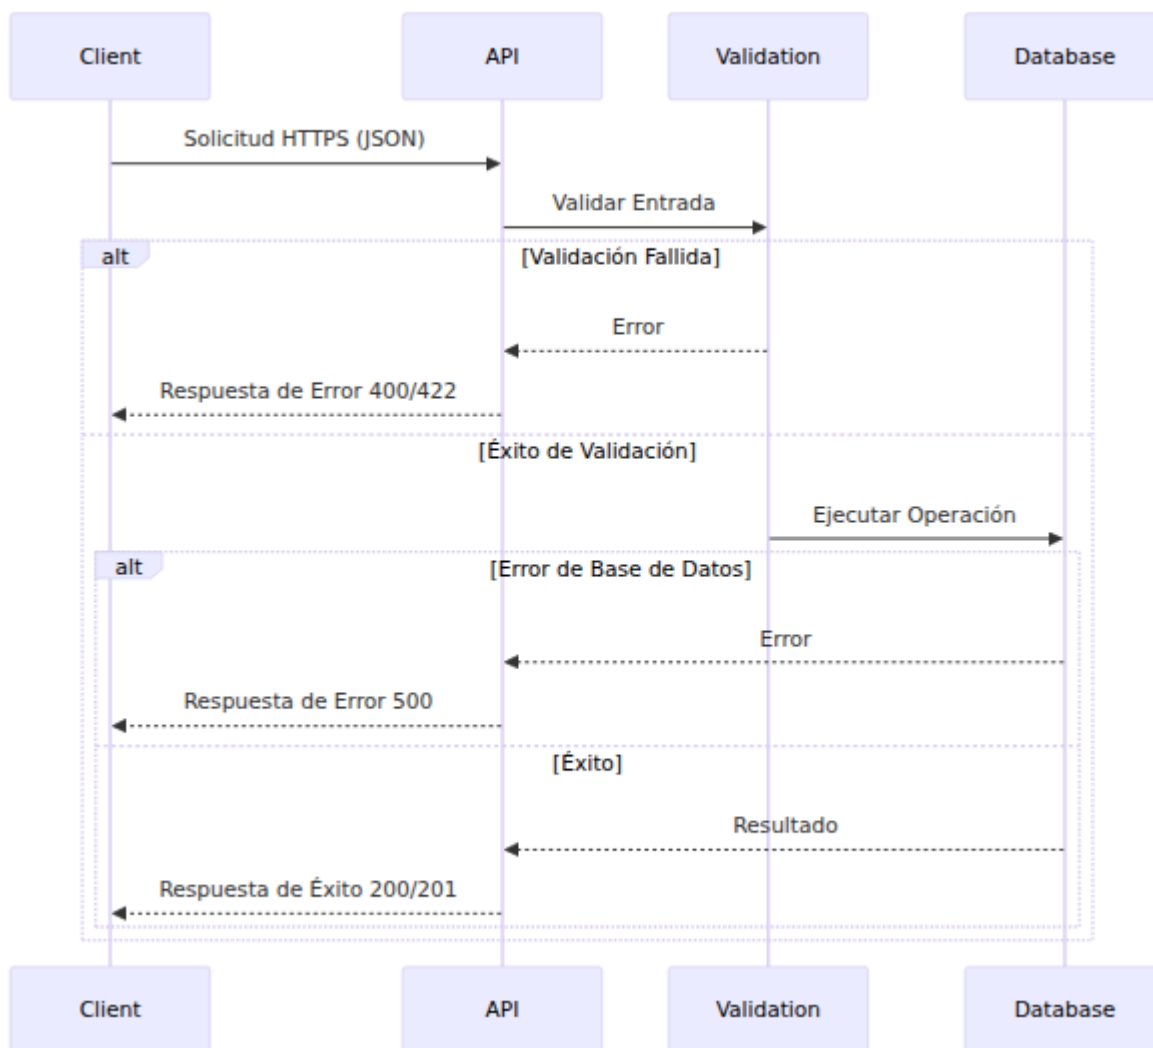 Client
API
Validation
Database
Solicitud HTTPS (JSON)
Validar Entrada
alt
[Validación Fallida]
Error
Respuesta de Error 400/422
[Éxito de Validación]
Ejecutar Operación
alt
[Error de Base de Datos]
Error
Respuesta de Error 500
[Éxito]
Resultado
Respuesta de Éxito 200/201
Client
API
Validation
Database